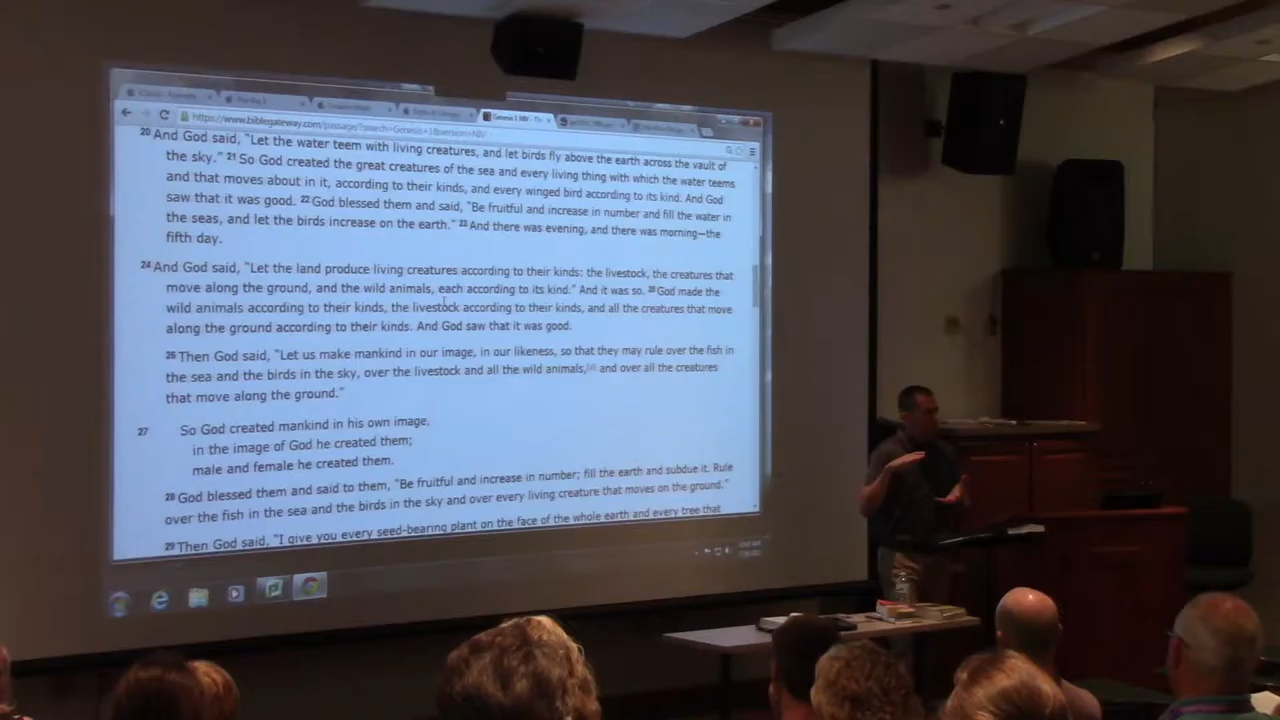 https://www.biblegateway.com/passage/?search=Genesis+1&version=NIV
20 And God said, "Let the water teem with living creatures, and let birds fly above the earth across the vault of
the sky." 21 So God created the great creatures of the sea and every living thing with which the water teems
and that moves about in it, according to their kinds, and every winged bird according to its kind. And God
saw that it was good. 22 God blessed them and said, "Be fruitful and increase in number and fill the water in
the seas, and let the birds increase on the earth." 23 And there was evening, and there was morning—the
fifth day.
24 And God said, "Let the land produce living creatures according to their kinds: the livestock, the creatures that
move along the ground, and the wild animals, each according to its kind." And it was so. 25 God made the
wild animals according to their kinds, the livestock according to their kinds, and all the creatures that move
along the ground according to their kinds. And God saw that it was good.
26 Then God said, "Let us make mankind in our image, in our likeness, so that they may rule over the fish in
the sea and the birds in the sky, over the livestock and all the wild animals, and over all the creatures
that move along the ground."
27 So God created mankind in his own image,
in the image of God he created them;
male and female he created them.
28 God blessed them and said to them, "Be fruitful and increase in number; fill the earth and subdue it. Rule
over the fish in the sea and the birds in the sky and over every living creature that moves on the ground."
29 Then God said, "I give you every seed-bearing plant on the face of the whole earth and every tree that